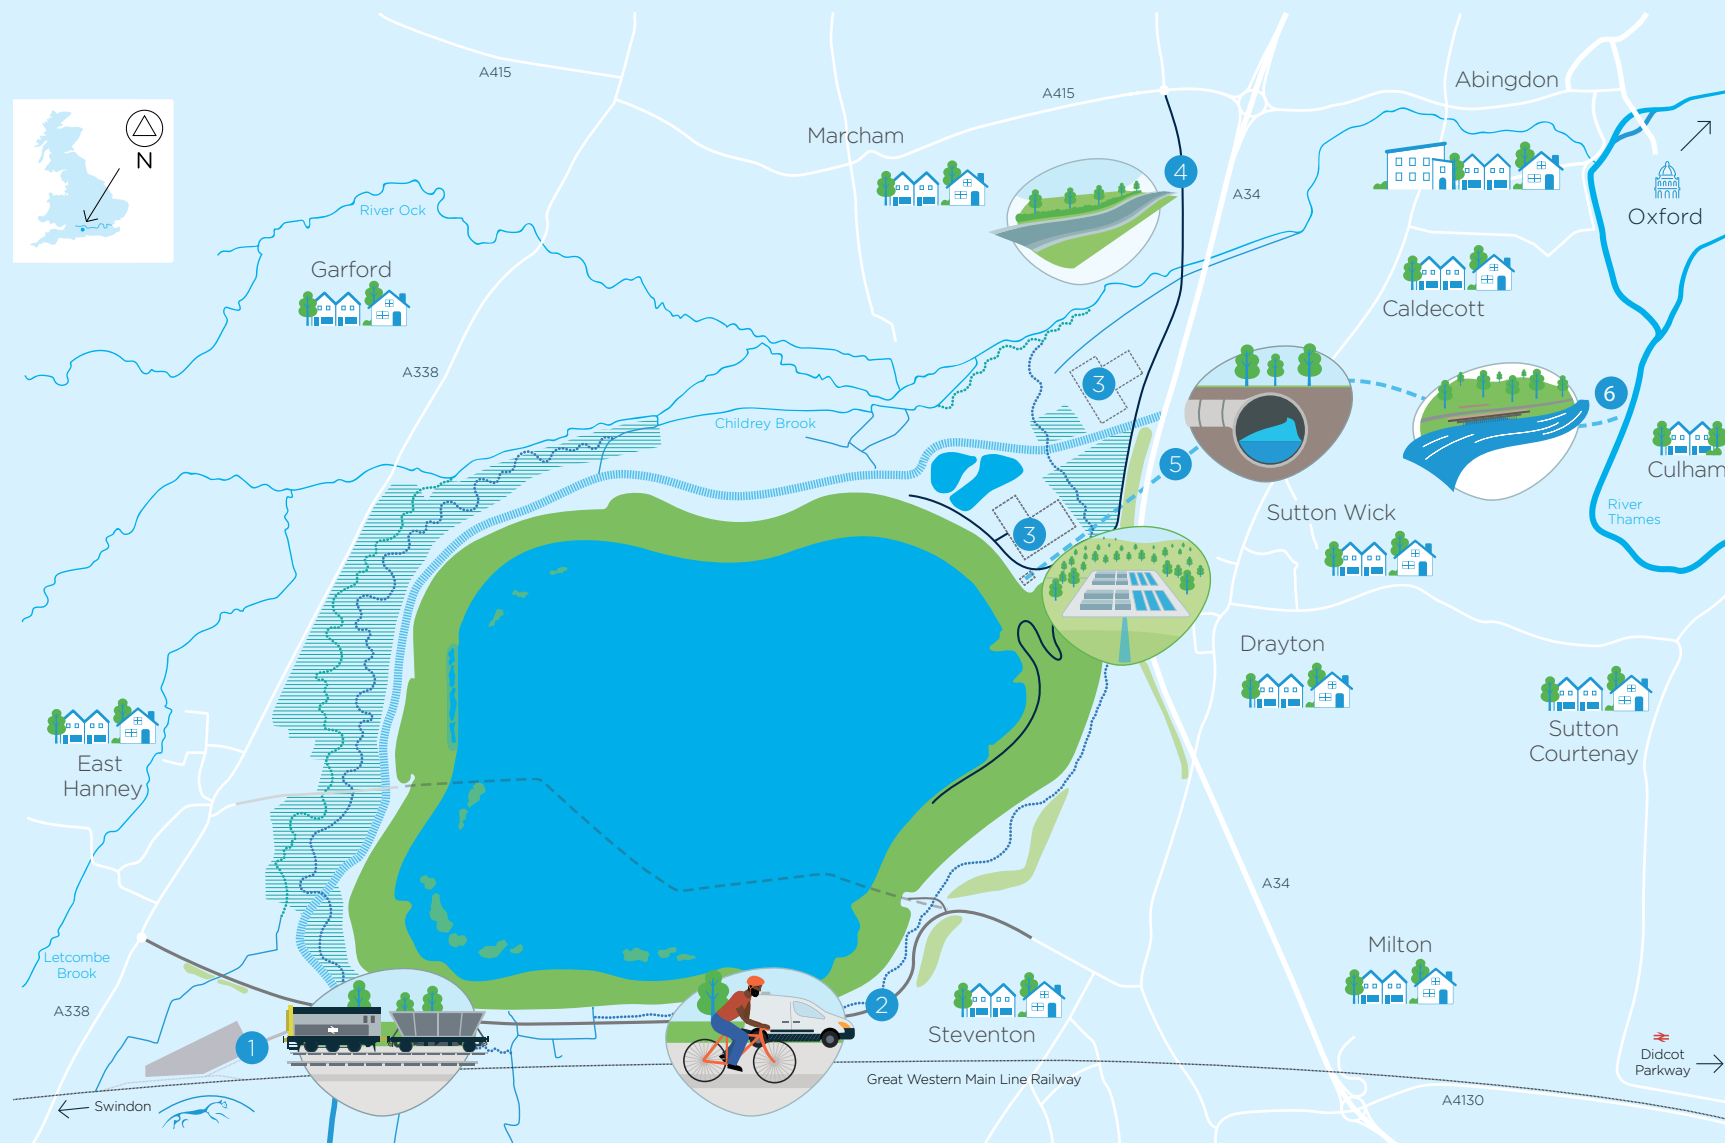 A415
Abingdon
A415
Marcham
N
4
A34
River Ock
Oxford
Garford
Caldecott
A338
3
6
Childrey Brook
5
Culham
Sutton Wick
River
Thames
3
Drayton
Sutton
Courtenay
East
Hanney
A34
Milton
Letcombe
Brook
A338
2
Steventon
1
Didcot
Parkway
Great Western Main Line Railway
Swindon
A4130